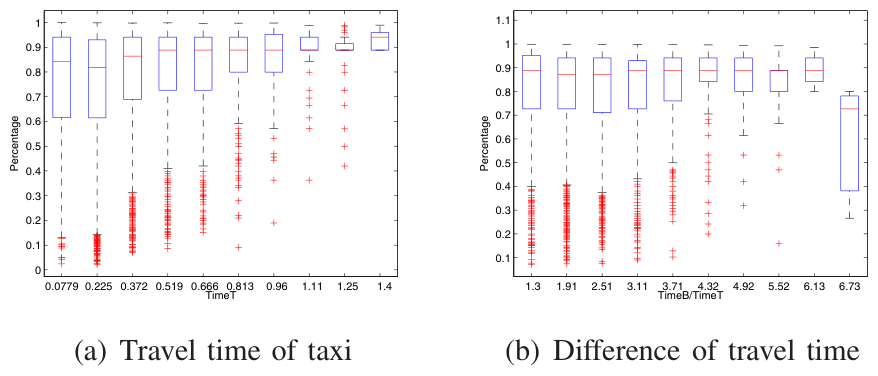 1
0.9
0.8
0.7
0.6
0.5
0.4
0.3
0.2
0.1
0
Percentage
0.0779 0.225 0.372 0.519 0.666 0.813 0.96 1.11 1.25 1.4
TimeT
(a) Travel time of taxi
1.1
1
0.9
0.8
0.7
0.6
0.5
0.4
0.3
0.2
0.1
Percentage
1.3 1.91 2.51 3.11 3.71 4.32 4.92 5.52 6.13 6.73
TimeB/TimeT
(b) Difference of travel time